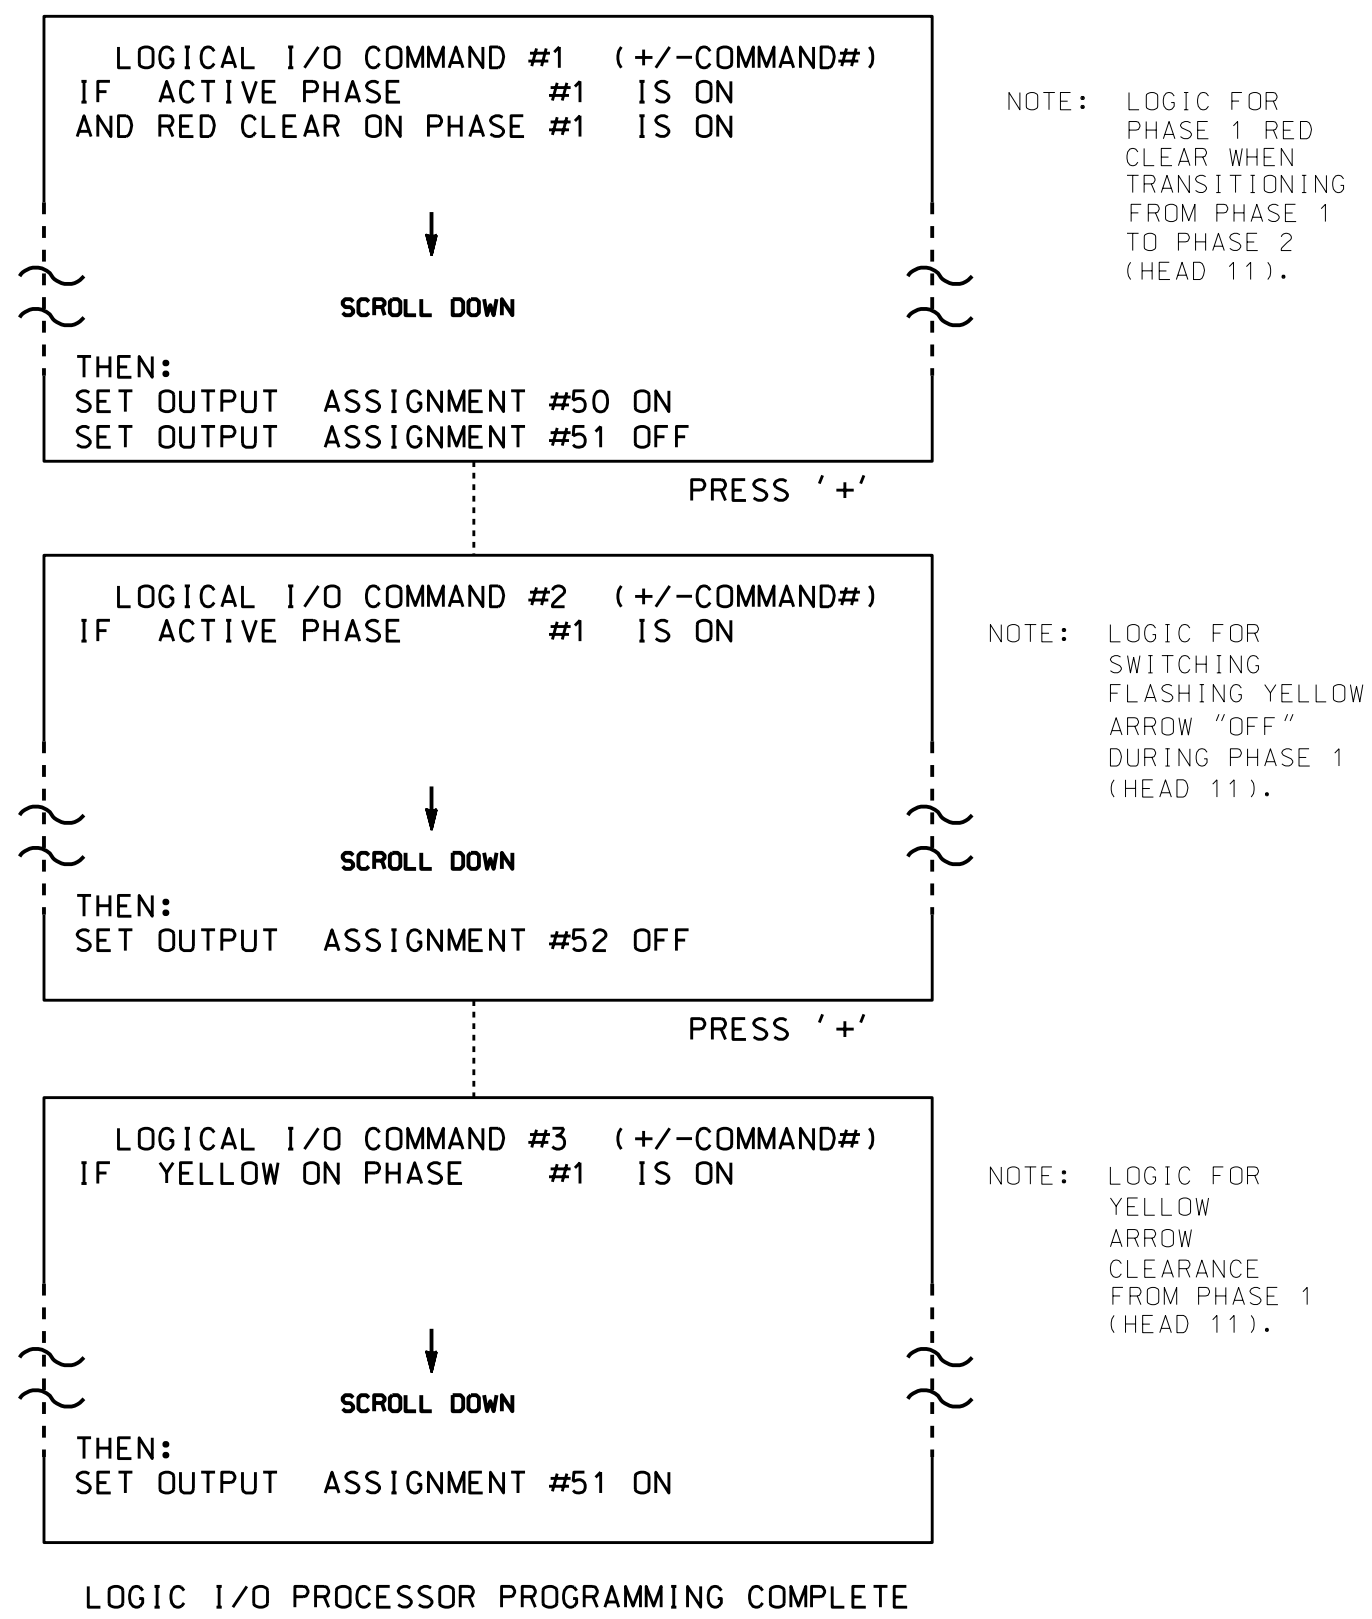 LOGICAL I/O COMMAND #1 (+/-COMMAND#)
IF ACTIVE PHASE #1 IS ON
AND RED CLEAR ON PHASE #1 IS ON
SCROLL DOWN
THEN:
SET OUTPUT ASSIGNMENT #50 ON
SET OUTPUT ASSIGNMENT #51 OFF
NOTE: LOGIC FOR
PHASE 1 RED
CLEAR WHEN
TRANSITIONING
FROM PHASE 1
TO PHASE 2
(HEAD 11).
PRESS '+'
LOGICAL I/O COMMAND #2 (+/-COMMAND#)
IF ACTIVE PHASE #1 IS ON
SCROLL DOWN
THEN:
SET OUTPUT ASSIGNMENT #52 OFF
NOTE: LOGIC FOR
SWITCHING
FLASHING YELLOW
ARROW "OFF"
DURING PHASE 1
(HEAD 11).
PRESS '+'
LOGICAL I/O COMMAND #3 (+/-COMMAND#)
IF YELLOW ON PHASE #1 IS ON
SCROLL DOWN
THEN:
SET OUTPUT ASSIGNMENT #51 ON
NOTE: LOGIC FOR
YELLOW
ARROW
CLEARANCE
FROM PHASE 1
(HEAD 11).
LOGIC I/O PROCESSOR PROGRAMMING COMPLETE